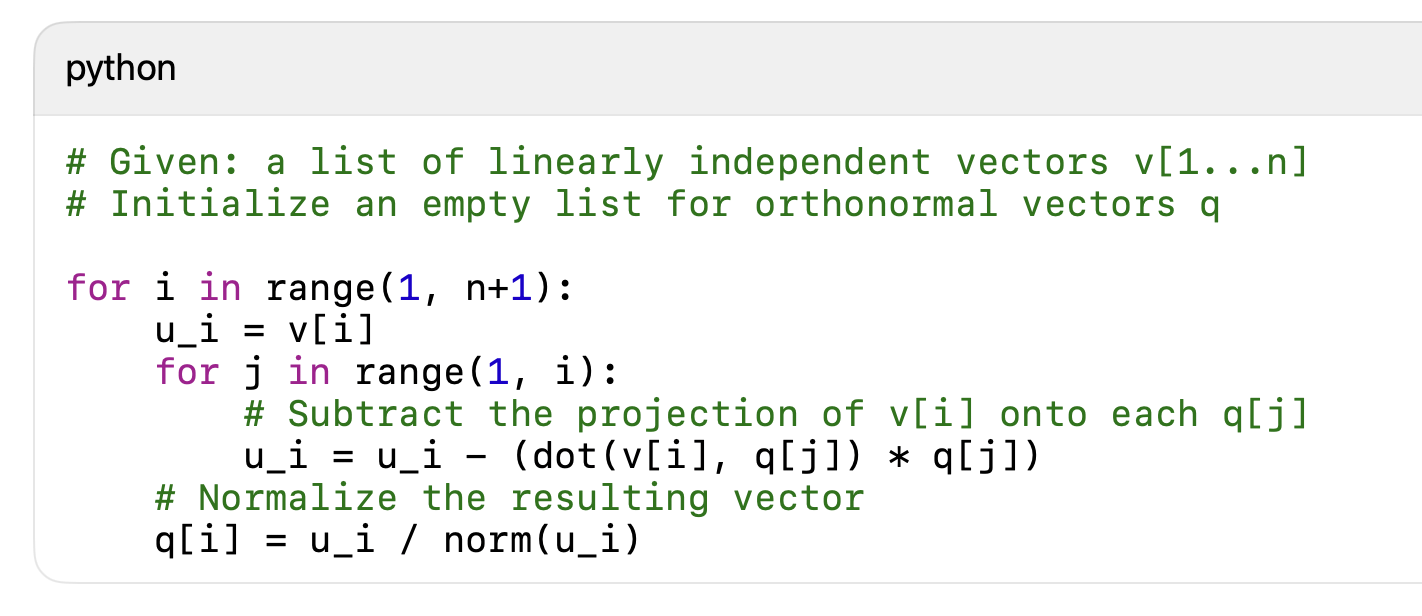 python
# Given: a list of linearly independent vectors v[1...n]
# Initialize an empty list for orthonormal vectors q

for i in range(1, n+1):
    u_i = v[i]
    for j in range(1, i):
        # Subtract the projection of v[i] onto each q[j]
        u_i = u_i - (dot(v[i], q[j]) * q[j])
    # Normalize the resulting vector
    q[i] = u_i / norm(u_i)